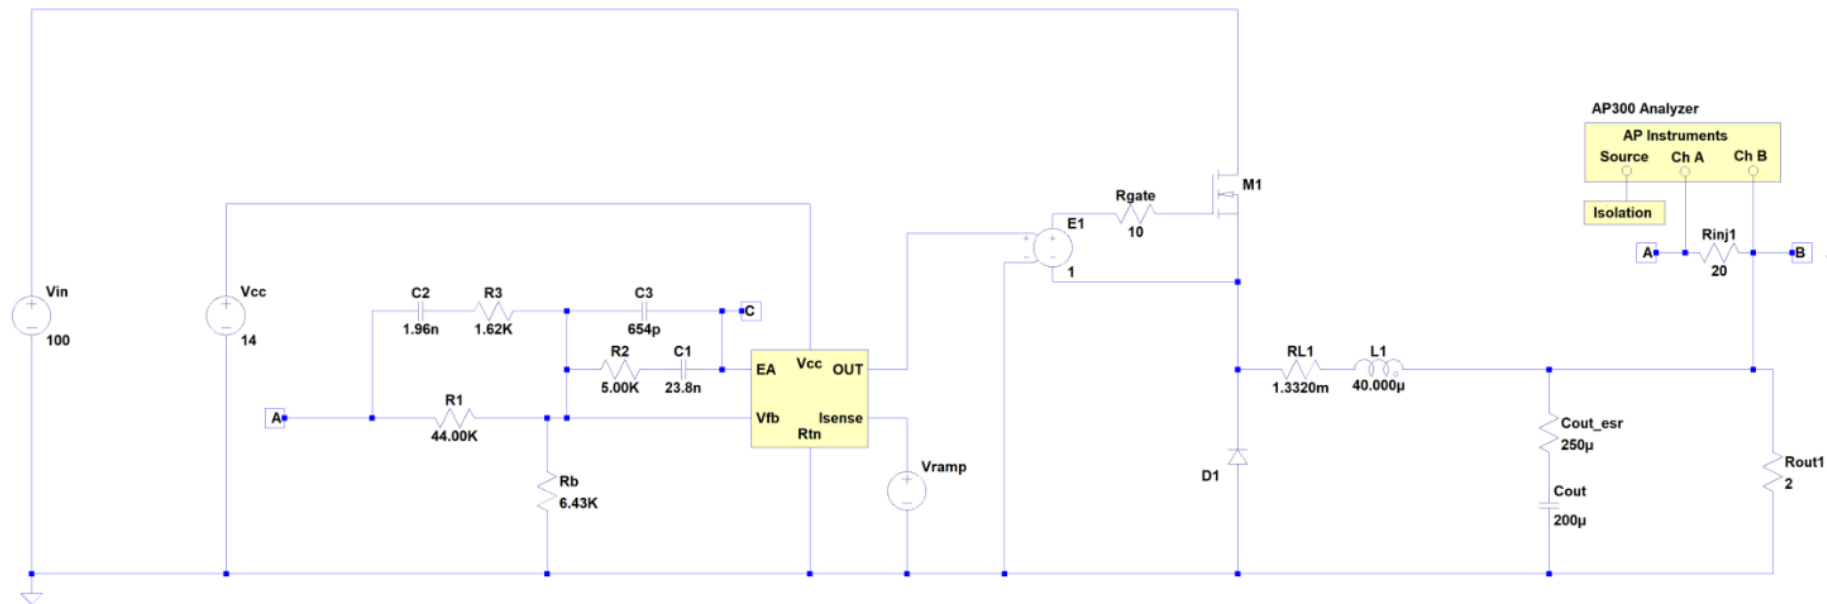 AP300 Analyzer
AP Instruments
Source Ch A Ch B
Isolation
M1
Rgate
10
E1
1
Rinj1
20
A
B
Vin
100
Vcc
14
C2
1.96n
R3
1.62K
C3
654p
C
R2
5.00K
C1
23.8n
EA
Vcc
OUT
Vfb
Isense
Rtn
A
R1
44.00K
Rb
6.43K
Vramp
RL1
1.3320m
L1
40.000µ
D1
Cout_esr
250µ
Cout
200µ
Rout1
2